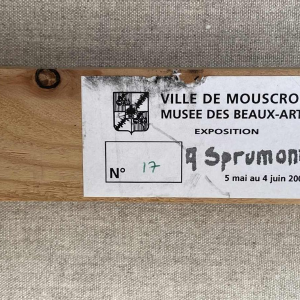 VILLE DE MOUSCRO
MUSEE DES BEAUX-ART
EXPOSITION
A Sprumon
N° 17
5 mai au 4 juin 200